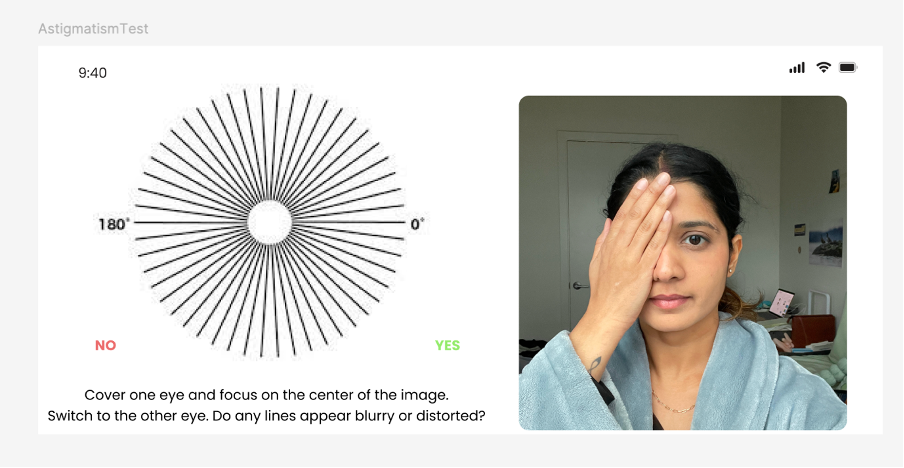 AstigmatismTest
9:40
180°
0°
NO
YES
Cover one eye and focus on the center of the image.
Switch to the other eye. Do any lines appear blurry or distorted?